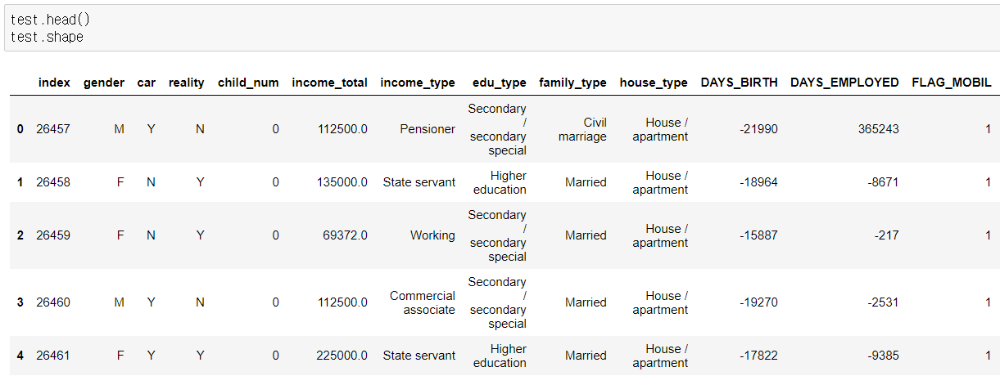 test.head()
test.shape
index gender car reality child_num income_total income_type edu_type family_type house_type DAYS_BIRTH DAYS_EMPLOYED FLAG_MOBIL
0 26457 M Y N 0 112500.0 Pensioner Secondary / secondary special Civil marriage House / apartment -21990 365243 1
1 26458 F N Y 0 135000.0 State servant Higher education Married House / apartment -18964 -8671 1
2 26459 F N Y 0 69372.0 Working Secondary / secondary special Married House / apartment -15887 -217 1
3 26460 M Y N 0 112500.0 Commercial associate Secondary / secondary special Married House / apartment -19270 -2531 1
4 26461 F Y Y 0 225000.0 State servant Higher education Married House / apartment -17822 -9385 1